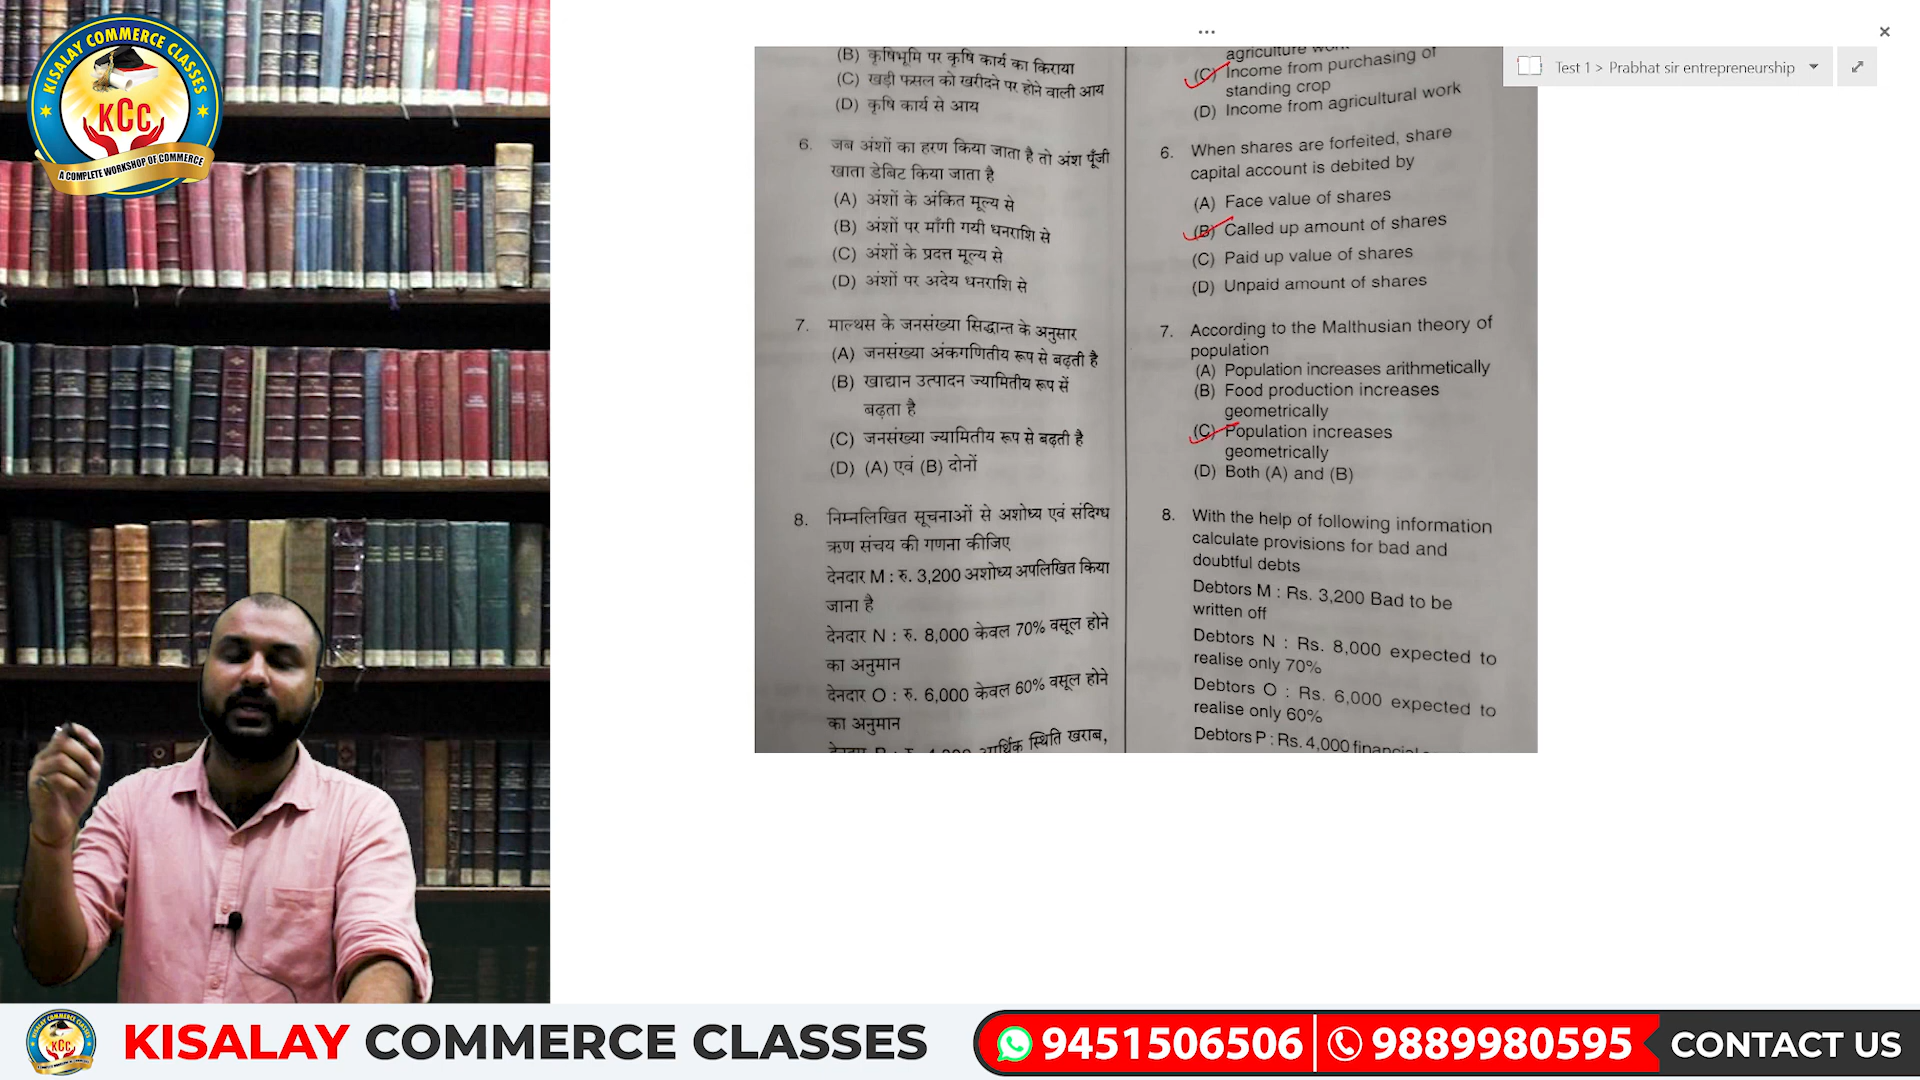 KISALAY COMMERCE CLASSES
KCC
A COMPLETE WORKSHOP OF COMMERCE
Test 1 > Prabhat sir entrepreneurship
(B) कृषिभूमि पर कृषि कार्य का किराया
(C) खड़ी फसल को खरीदने पर होने वाली आय
(D) कृषि कार्य से आय
6. जब अंशों का हरण किया जाता है तो अंश पूँजी
खाता डेबिट किया जाता है
(A) अंशों के अंकित मूल्य से
(B) अंशों पर माँगी गयी धनराशि से
(C) अंशों के प्रदत्त मूल्य से
(D) अंशों पर अदेय धनराशि से
7. माल्थस के जनसंख्या सिद्धान्त के अनुसार
(A) जनसंख्या अंकगणितीय रूप से बढ़ती है
(B) खाद्यान उत्पादन ज्यामितीय रूप सें
बढ़ता है
(C) जनसंख्या ज्यामितीय रूप से बढ़ती है
(D) (A) एवं (B) दोनों
8. निम्नलिखित सूचनाओं से अशोध्य एवं संदिग्ध
ऋण संचय की गणना कीजिए
देनदार M : रु. 3,200 अशोध्य अपलिखित किया
जाना है
देनदार N : रु. 8,000 केवल 70% वसूल होने
का अनुमान
देनदार O : रु. 6,000 केवल 60% वसूल होने
का अनुमान
आर्थिक स्थिति खराब,
agriculture work
(C) Income from purchasing of
standing crop
(D) Income from agricultural work
6. When shares are forfeited, share
capital account is debited by
(A) Face value of shares
(B) Called up amount of shares
(C) Paid up value of shares
(D) Unpaid amount of shares
7. According to the Malthusian theory of
population
(A) Population increases arithmetically
(B) Food production increases
geometrically
(C) Population increases
geometrically
(D) Both (A) and (B)
8. With the help of following information
calculate provisions for bad and
doubtful debts
Debtors M : Rs. 3,200 Bad to be
written off
Debtors N : Rs. 8,000 expected to
realise only 70%
Debtors O : Rs. 6,000 expected to
realise only 60%
Debtors P : Rs. 4,000 financial
KISALAY COMMERCE CLASSES
9451506506
9889980595
CONTACT US